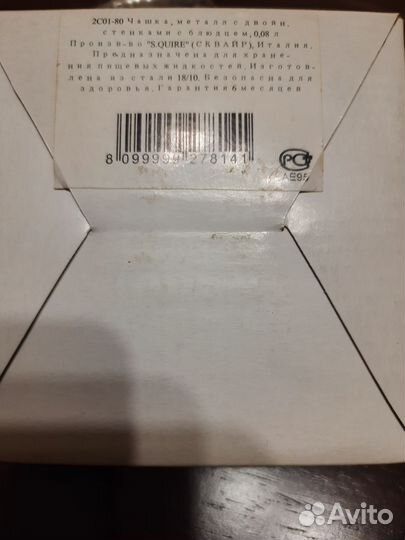 2С01-80 Чашка, металл с двойн.
стенками с блюдцем, 0,08 л
Произв-во "S.QUIRE" (СКВАЙР), Италия.
Предназначена для хране-
ния пищевых жидкостей. Изготов-
лена из стали 18/10. Безопасна для
здоровья. Гарантия 6 месяцев
8 099999 278141
РСТ
АЕ95
Avito